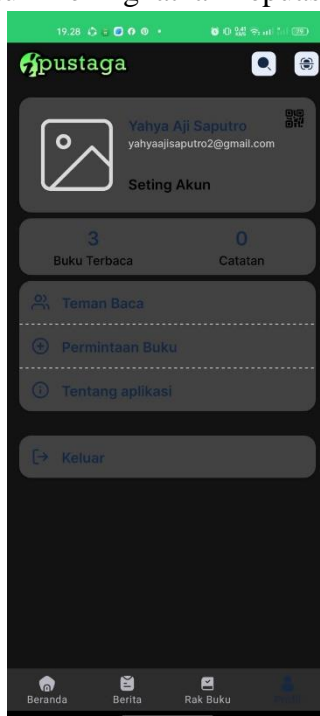 19.28
pustaga
Yahya Aji Saputro
yahyaajisaputro2@gmail.com
Seting Akun
3
0
Buku Terbaca
Catatan
Teman Baca
Permintaan Buku
Tentang aplikasi
Keluar
Beranda
Berita
Rak Buku